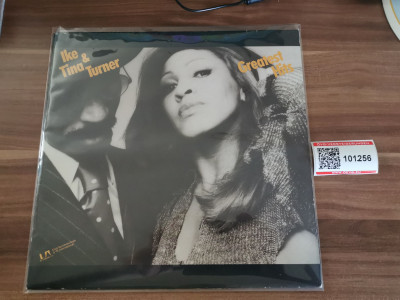 Ike
&
Tina Turner
Greatest
Hits
101256